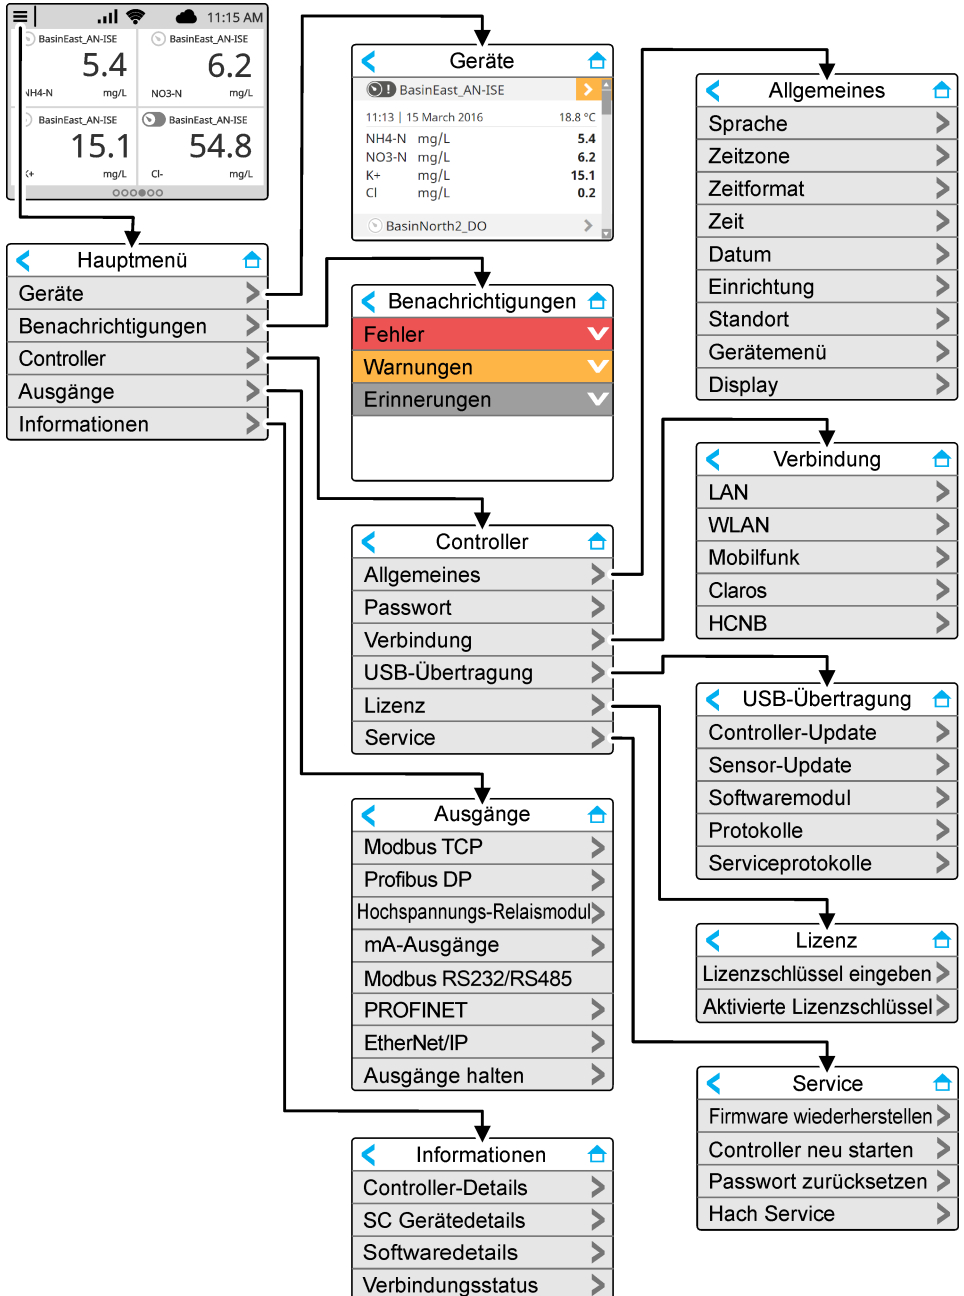 11:15 AM
BasinEast_AN-ISE
BasinEast_AN-ISE
5.4
6.2
mg/L
NO3-N
mg/L
BasinEast_AN-ISE
BasinEast_AN-ISE
15.1
54.8
mg/L
Cl-
mg/L
Hauptmenü
Geräte
Benachrichtigungen
Controller
Ausgänge
Informationen
Geräte
BasinEast_AN-ISE
11:13 | 15 March 2016 18.8 °C
NH4-N mg/L 5.4
NO3-N mg/L 6.2
K+ mg/L 15.1
Cl mg/L 0.2
BasinNorth2_DO
Benachrichtigungen
Fehler
Warnungen
Erinnerungen
Controller
Allgemeines
Passwort
Verbindung
USB-Übertragung
Lizenz
Service
Ausgänge
Modbus TCP
Profibus DP
Hochspannungs-Relaismodul
mA-Ausgänge
Modbus RS232/RS485
PROFINET
EtherNet/IP
Ausgänge halten
Informationen
Controller-Details
SC Gerätedetails
Softwaredetails
Verbindungsstatus
Allgemeines
Sprache
Zeitzone
Zeitformat
Zeit
Datum
Einrichtung
Standort
Gerätemenü
Display
Verbindung
LAN
WLAN
Mobilfunk
Claros
HCNB
USB-Übertragung
Controller-Update
Sensor-Update
Softwaremodul
Protokolle
Serviceprotokolle
Lizenz
Lizenzschlüssel eingeben
Aktivierte Lizenzschlüssel
Service
Firmware wiederherstellen
Controller neu starten
Passwort zurücksetzen
Hach Service